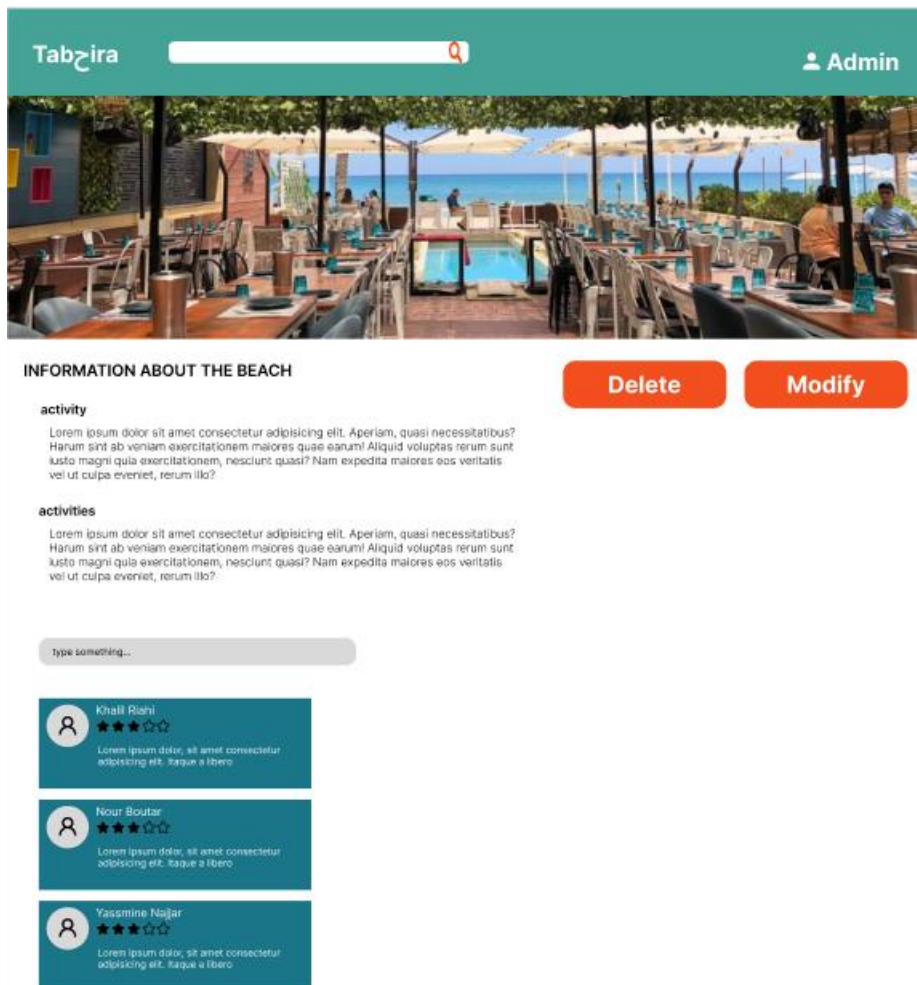 Tabحira
Admin
INFORMATION ABOUT THE BEACH
Delete
Modify
activity
Lorem ipsum dolor sit amet consectetur adipisicing elit. Aperiam, quasi necessitatibus?
Harum sint ab veniam exercitationem maiores quae earum! Aliquid voluptas rerum sunt
iusto magni quia exercitationem, nesciunt quasi? Nam expedita maiores eos veritatis
vel ut culpa eveniet, rerum illo?
activities
Lorem ipsum dolor sit amet consectetur adipisicing elit. Aperiam, quasi necessitatibus?
Harum sint ab veniam exercitationem maiores quae earum! Aliquid voluptas rerum sunt
iusto magni quia exercitationem, nesciunt quasi? Nam expedita maiores eos veritatis
vel ut culpa eveniet, rerum illo?
type something...
Khalil Riahi
Lorem ipsum dolor, sit amet consectetur
adipisicing elit. Itaque a libero
Nour Boutar
Lorem ipsum dolor, sit amet consectetur
adipisicing elit. Itaque a libero
Yassmine Najjar
Lorem ipsum dolor, sit amet consectetur
adipisicing elit. Itaque a libero